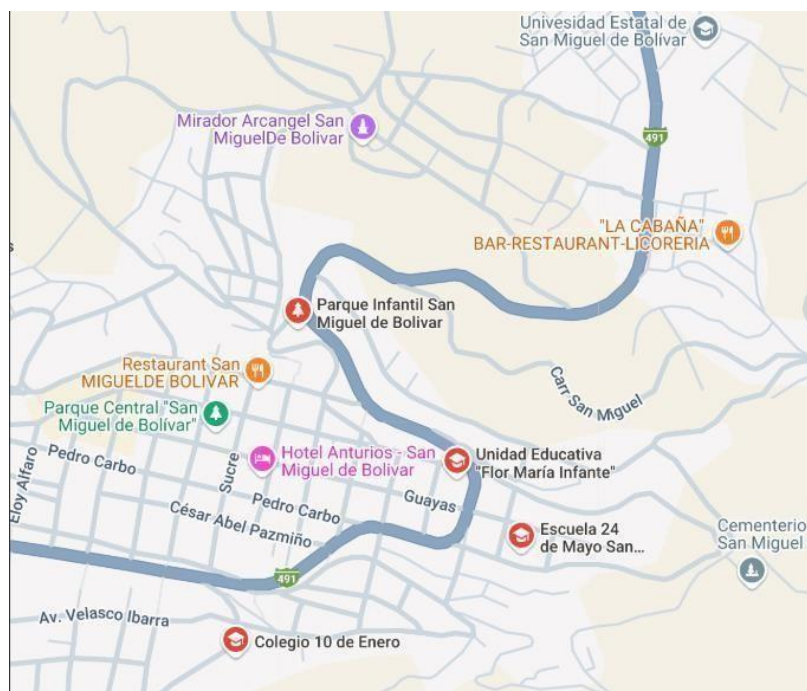 Univesidad Estatal de
San Miguel de Bolívar
Mirador Arcangel San
MiguelDe Bolivar
491
"LA CABAÑA"
BAR-RESTAURANT-LICORERIA
Parque Infantil San
Miguel de Bolivar
Restaurant San
MIGUELDE BOLIVAR
Carr San Miguel
Parque Central "San
Miguel de Bolívar"
Hotel Anturios - San
Miguel de Bolivar
Unidad Educativa
"Flor María Infante"
Pedro Carbo
Eloy Alfaro
Sucre
Guayas
Pedro Carbo
César Abel Pazmiño
Escuela 24
de Mayo San...
Cementerio
San Miguel
491
Av. Velasco Ibarra
Colegio 10 de Enero